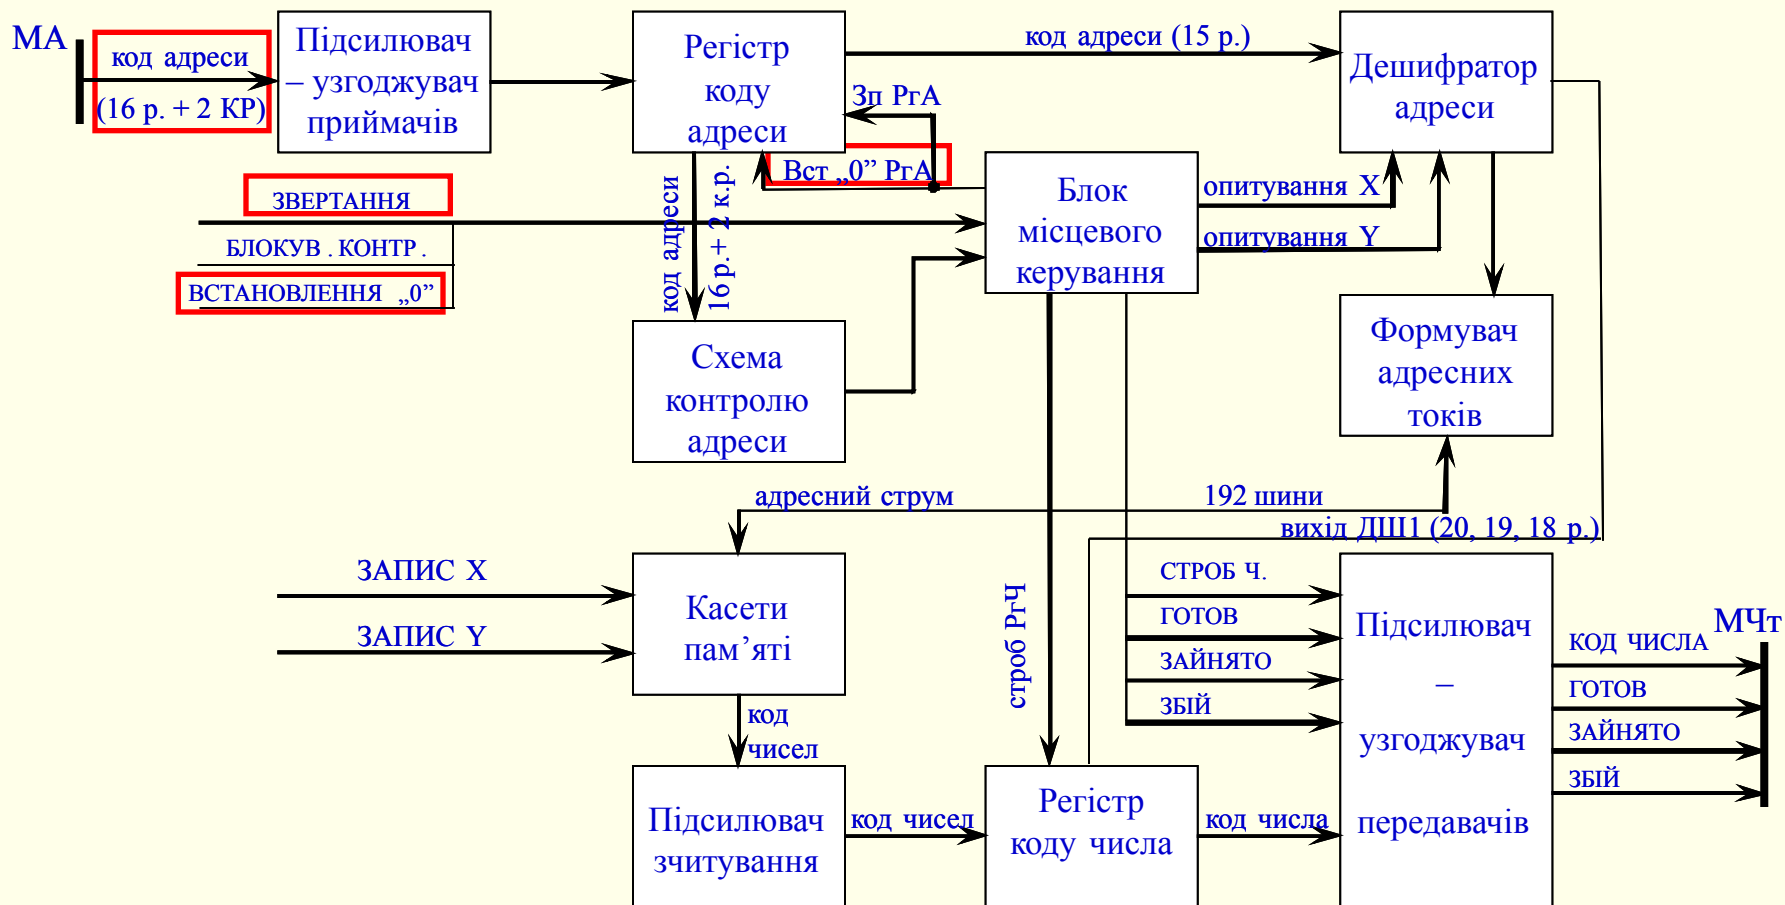 МА
код адреси
(16 р. + 2 КР)
Підсилювач
– узгоджувач
приймачів
Регістр
коду
адреси
код адреси (15 р.)
Дешифратор
адреси
Зп РгА
Вст „0” РгА
код адреси
16 р.+ 2 к.р.
ЗВЕРТАННЯ
БЛОКУВ . КОНТР .
ВСТАНОВЛЕННЯ „0”
Блок
місцевого
керування
опитування X
опитування Y
Схема
контролю
адреси
Формувач
адресних
токів
адресний струм
192 шини
вихід ДШ1 (20, 19, 18 р.)
ЗАПИС X
ЗАПИС Y
Касети
пам’яті
строб РгЧ
СТРОБ Ч.
ГОТОВ
ЗАЙНЯТО
ЗБІЙ
Підсилювач
–
узгоджувач
передавачів
МЧт
КОД ЧИСЛА
ГОТОВ
ЗАЙНЯТО
ЗБІЙ
код
чисел
Підсилювач
зчитування
код чисел
Регістр
коду числа
код числа